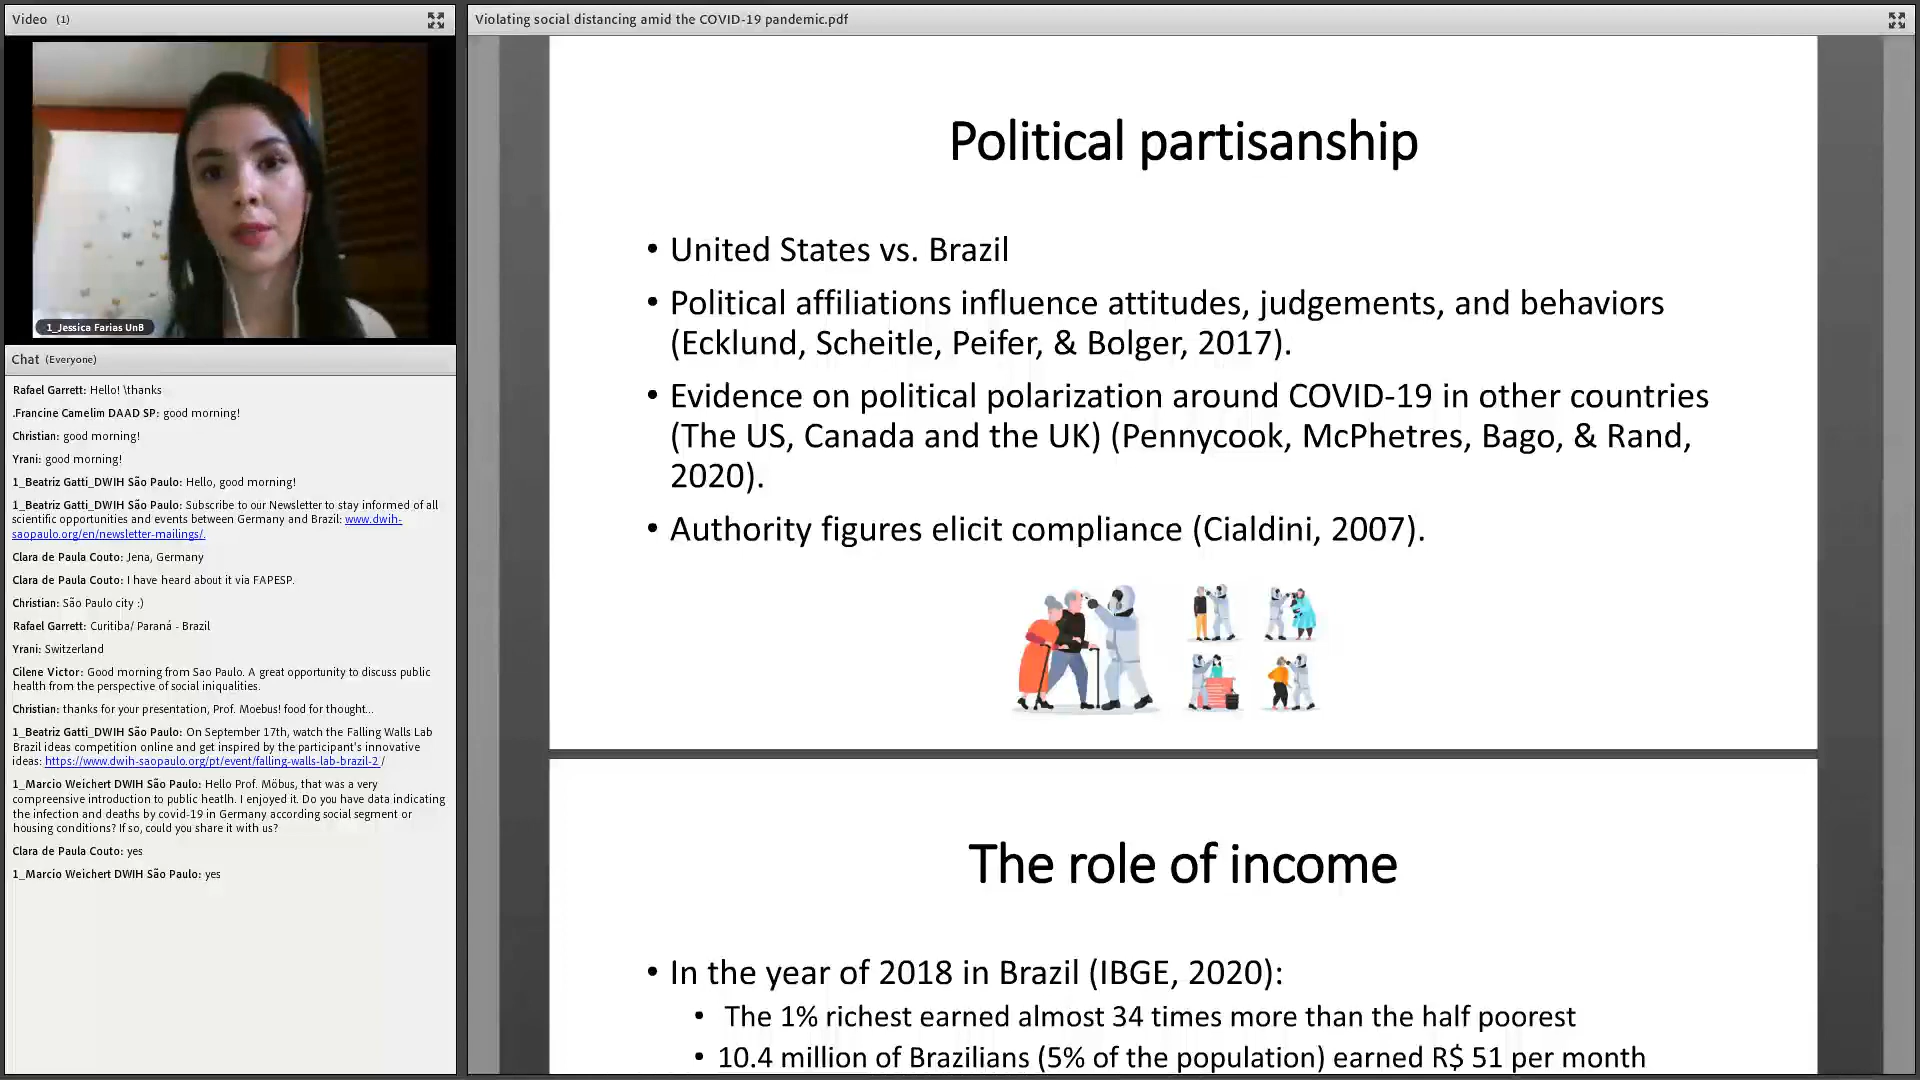 Video (1)
1_Jessica Farias UnB
Chat (Everyone)
Rafael Garrett: Hello! \thanks
.Francine Camelim DAAD SP: good morning!
Christian: good morning!
Yrani: good morning!
1_Beatriz Gatti_DWIH São Paulo: Hello, good morning!
1_Beatriz Gatti_DWIH São Paulo: Subscribe to our Newsletter to stay informed of all
scientific opportunities and events between Germany and Brazil: www.dwih-
saopaulo.org/en/newsletter-mailings/.
Clara de Paula Couto: Jena, Germany
Clara de Paula Couto: I have heard about it via FAPESP.
Christian: São Paulo city :)
Rafael Garrett: Curitiba/ Paraná - Brazil
Yrani: Switzerland
Cilene Victor: Good morning from Sao Paulo. A great opportunity to discuss public
health from the perspective of social iniqualities.
Christian: thanks for your presentation, Prof. Moebus! food for thought...
1_Beatriz Gatti_DWIH São Paulo: On September 17th, watch the Falling Walls Lab
Brazil ideas competition online and get inspired by the participant's innovative
ideas: https://www.dwih-saopaulo.org/pt/event/falling-walls-lab-brazil-2 /
1_Marcio Weichert DWIH São Paulo: Hello Prof. Möbus, that was a very
compreensive introduction to public heatlh. I enjoyed it. Do you have data indicating
the infection and deaths by covid-19 in Germany according social segment or
housing conditions? If so, could you share it with us?
Clara de Paula Couto: yes
1_Marcio Weichert DWIH São Paulo: yes
Violating social distancing amid the COVID-19 pandemic.pdf
Political partisanship
• United States vs. Brazil
• Political affiliations influence attitudes, judgements, and behaviors
(Ecklund, Scheitle, Peifer, & Bolger, 2017).
• Evidence on political polarization around COVID-19 in other countries
(The US, Canada and the UK) (Pennycook, McPhetres, Bago, & Rand,
2020).
• Authority figures elicit compliance (Cialdini, 2007).
The role of income
• In the year of 2018 in Brazil (IBGE, 2020):
• The 1% richest earned almost 34 times more than the half poorest
• 10.4 million of Brazilians (5% of the population) earned R$ 51 per month